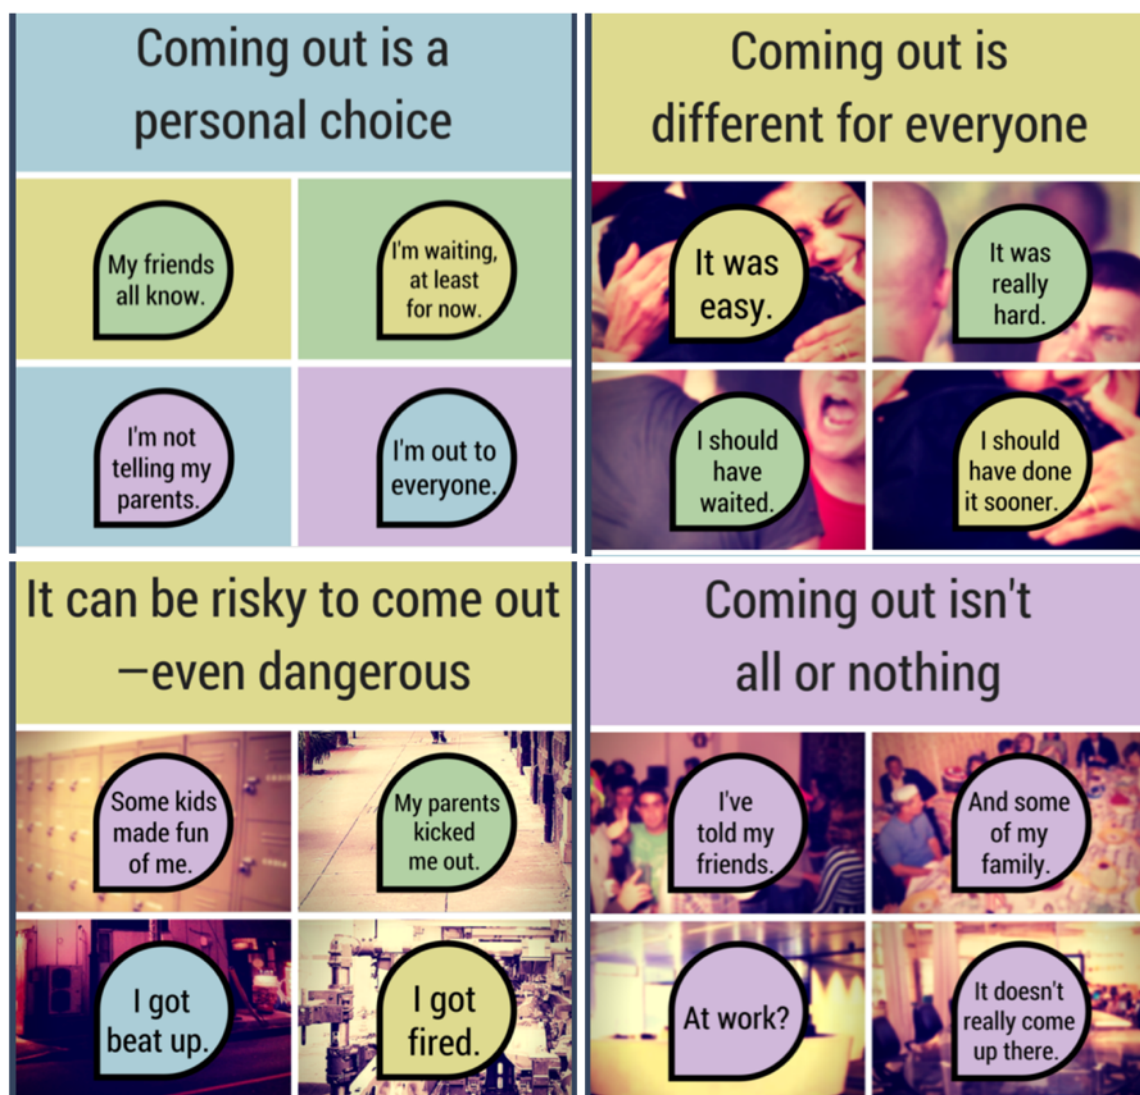 Coming out is a
personal choice
My friends
all know.
I'm waiting,
at least
for now.
I'm not
telling my
parents.
I'm out to
everyone.
Coming out is
different for everyone
It was
easy.
It was
really
hard.
I should
have
waited.
I should
have done
it sooner.
It can be risky to come out
—even dangerous
Some kids
made fun
of me.
My parents
kicked
me out.
I got
beat up.
I got
fired.
Coming out isn't
all or nothing
I've
told my
friends.
And some
of my
family.
At work?
It doesn't
really come
up there.